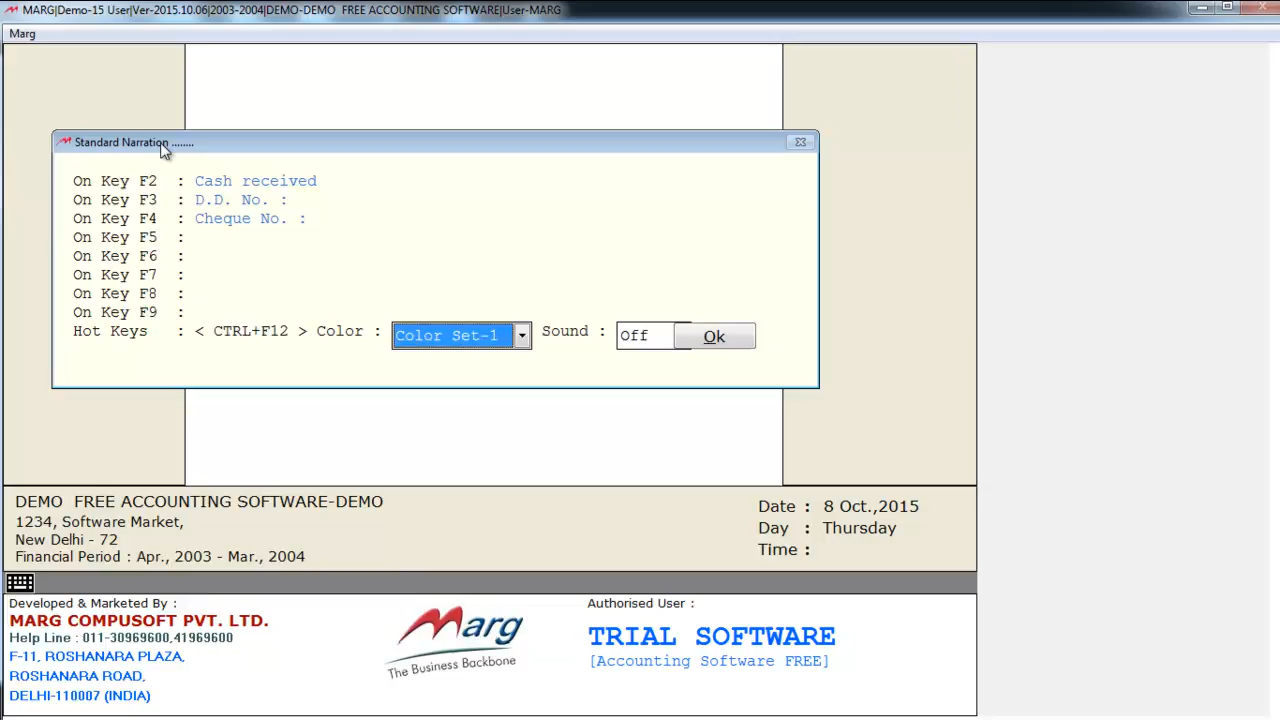 MARG|Demo-15 User|Ver-2015.10.06|2003-2004|DEMO-DEMO  FREE ACCOUNTING SOFTWARE|User-MARG
Marg
Standard Narration ........
On Key F2 : Cash received
On Key F3 : D.D. No. :
On Key F4 : Cheque No. :
On Key F5 :
On Key F6 :
On Key F7 :
On Key F8 :
On Key F9 :
Hot Keys : < CTRL+F12 > Color : Color Set-1 Sound : Off Ok
DEMO  FREE ACCOUNTING SOFTWARE-DEMO
1234, Software Market,
New Delhi - 72
Financial Period : Apr., 2003 - Mar., 2004
Date : 8 Oct.,2015
Day : Thursday
Time :
Developed & Marketed By :
MARG COMPUSOFT PVT. LTD.
Help Line : 011-30969600,41969600
F-11, ROSHANARA PLAZA,
ROSHANARA ROAD,
DELHI-110007 (INDIA)
Marg
The Business Backbone
Authorised User :
TRIAL SOFTWARE
[Accounting Software FREE]